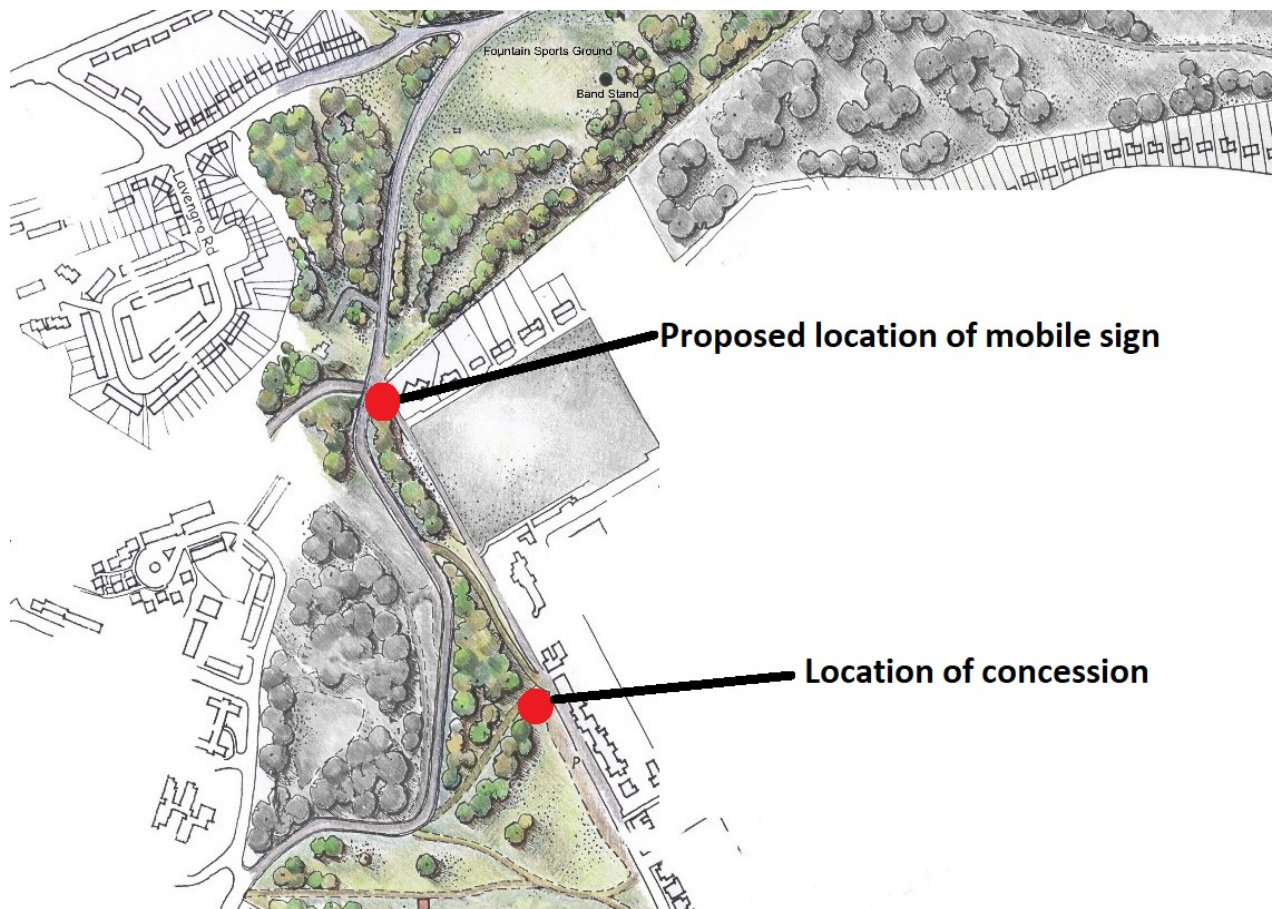 Fountain Sports Ground
Band Stand
Lavengro Rd
Proposed location of mobile sign
Location of concession
P